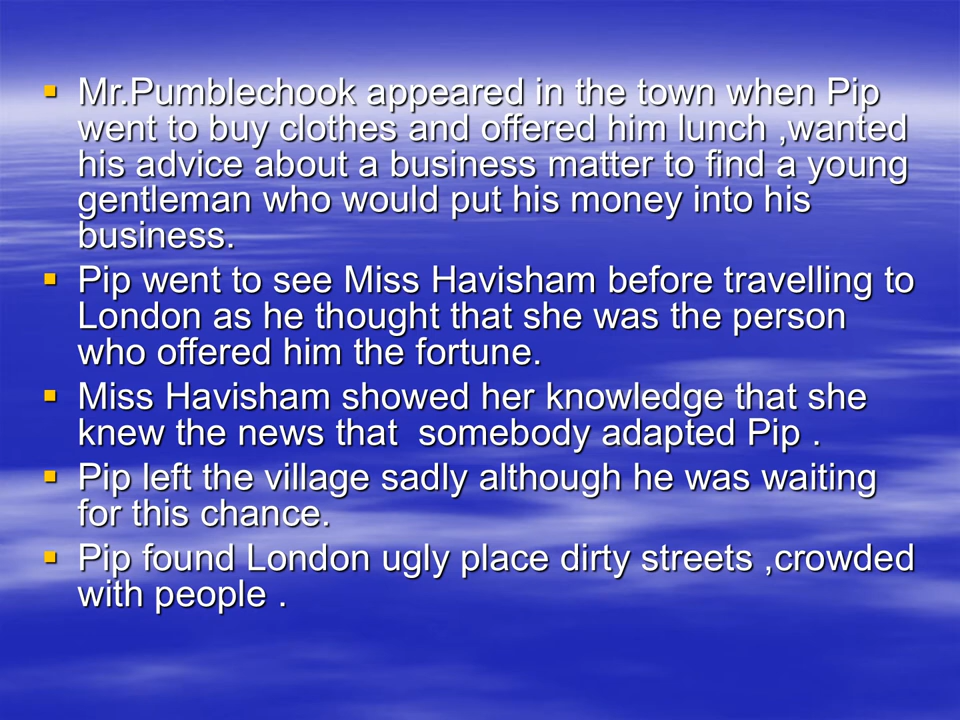 ▪ Mr.Pumblechook appeared in the town when Pip
went to buy clothes and offered him lunch ,wanted
his advice about a business matter to find a young
gentleman who would put his money into his
business.
▪ Pip went to see Miss Havisham before travelling to
London as he thought that she was the person
who offered him the fortune.
▪ Miss Havisham showed her knowledge that she
knew the news that  somebody adapted Pip .
▪ Pip left the village sadly although he was waiting
for this chance.
▪ Pip found London ugly place dirty streets ,crowded
with people .